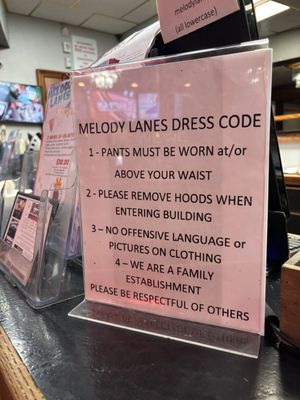 melodylan
(all lowercase)
LANES
MELODY LANES DRESS CODE
1 - PANTS MUST BE WORN at/or
ABOVE YOUR WAIST
2 - PLEASE REMOVE HOODS WHEN
ENTERING BUILDING
3 – NO OFFENSIVE LANGUAGE or
PICTURES ON CLOTHING
4 – WE ARE A FAMILY
ESTABLISHMENT
PLEASE BE RESPECTFUL OF OTHERS